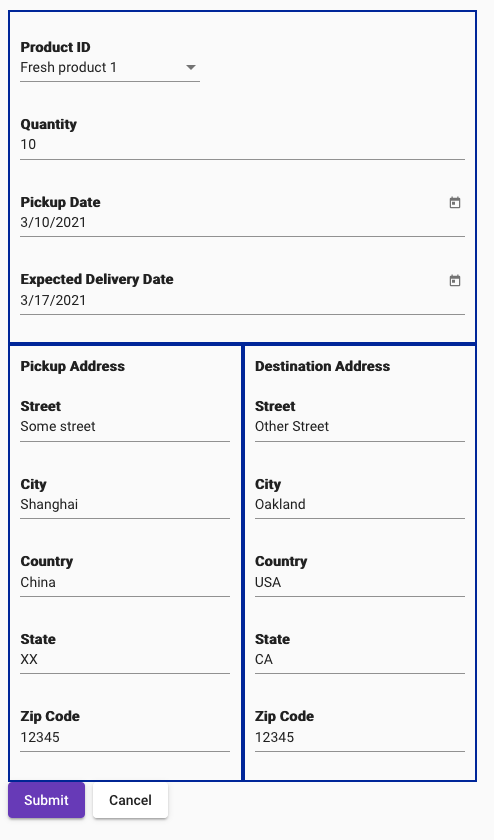 Product ID
Fresh product 1
Quantity
10
Pickup Date
3/10/2021
Expected Delivery Date
3/17/2021
Pickup Address
Street
Some street
City
Shanghai
Country
China
State
XX
Zip Code
12345
Destination Address
Street
Other Street
City
Oakland
Country
USA
State
CA
Zip Code
12345
Submit
Cancel